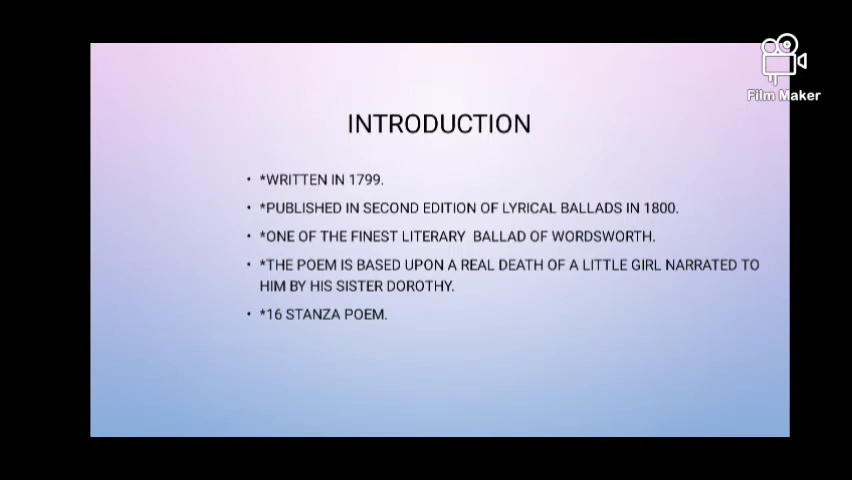 Film Maker
INTRODUCTION
• *WRITTEN IN 1799.
• *PUBLISHED IN SECOND EDITION OF LYRICAL BALLADS IN 1800.
• *ONE OF THE FINEST LITERARY BALLAD OF WORDSWORTH.
• *THE POEM IS BASED UPON A REAL DEATH OF A LITTLE GIRL NARRATED TO
HIM BY HIS SISTER DOROTHY.
• *16 STANZA POEM.